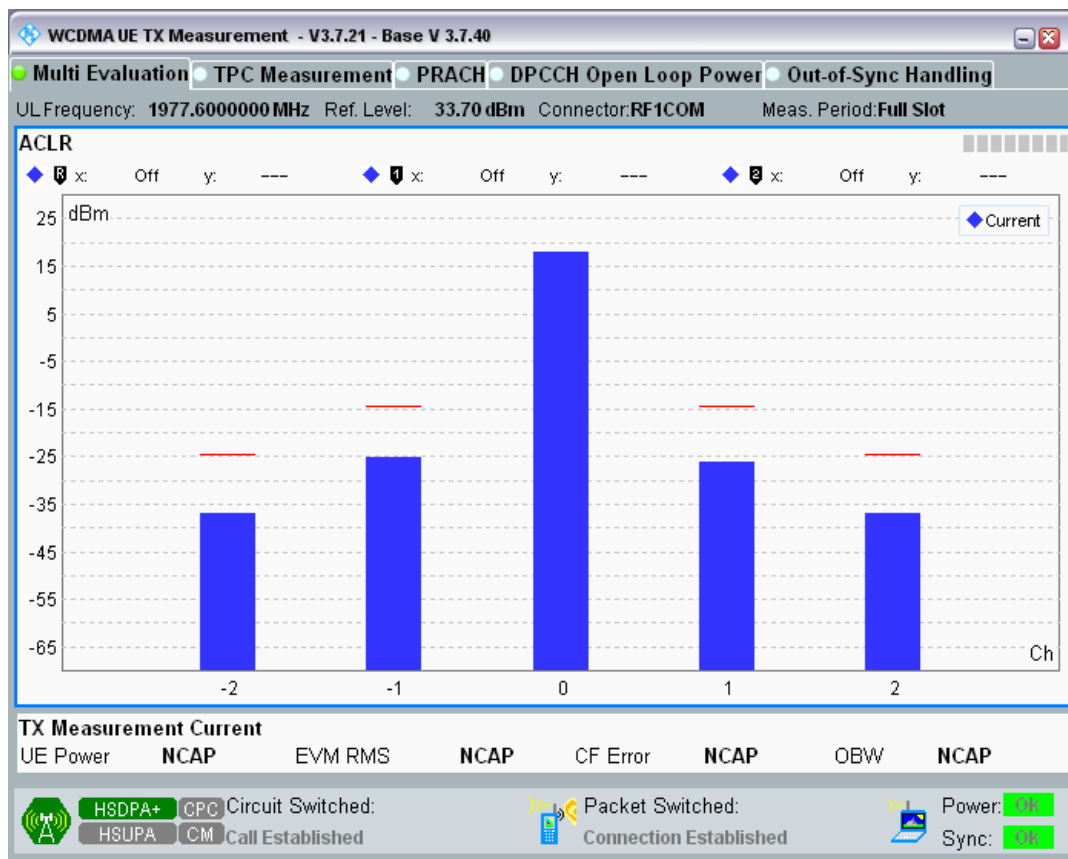 WCDMA UE TX Measurement - V3.7.21 - Base V 3.7.40
Multi Evaluation TPC Measurement PRACH DPCCH Open Loop Power Out-of-Sync Handling
UL Frequency: 1977.6000000 MHz Ref. Level: 33.70 dBm Connector:RF1COM Meas. Period:Full Slot
ACLR
R x: Off y: --- 1 x: Off y: --- 2 x: Off y: ---
dBm
Current
25
15
5
-5
-15
-25
-35
-45
-55
-65
Ch
-2 -1 0 1 2
TX Measurement Current
UE Power NCAP EVM RMS NCAP CF Error NCAP OBW NCAP
HSDPA+ CPC Circuit Switched: Packet Switched: Power: OK
HSUPA CM Call Established Connection Established Sync: OK